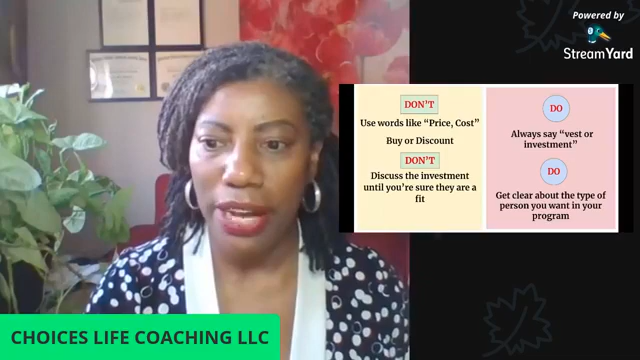 Powered by
StreamYard
DON'T
Use words like “Price, Cost”
Buy or Discount
DON'T
Discuss the investment
until you're sure they are a
fit
DO
Always say “vest or
investment”
DO
Get clear about the type of
person you want in your
program
CHOICES LIFE COACHING LLC